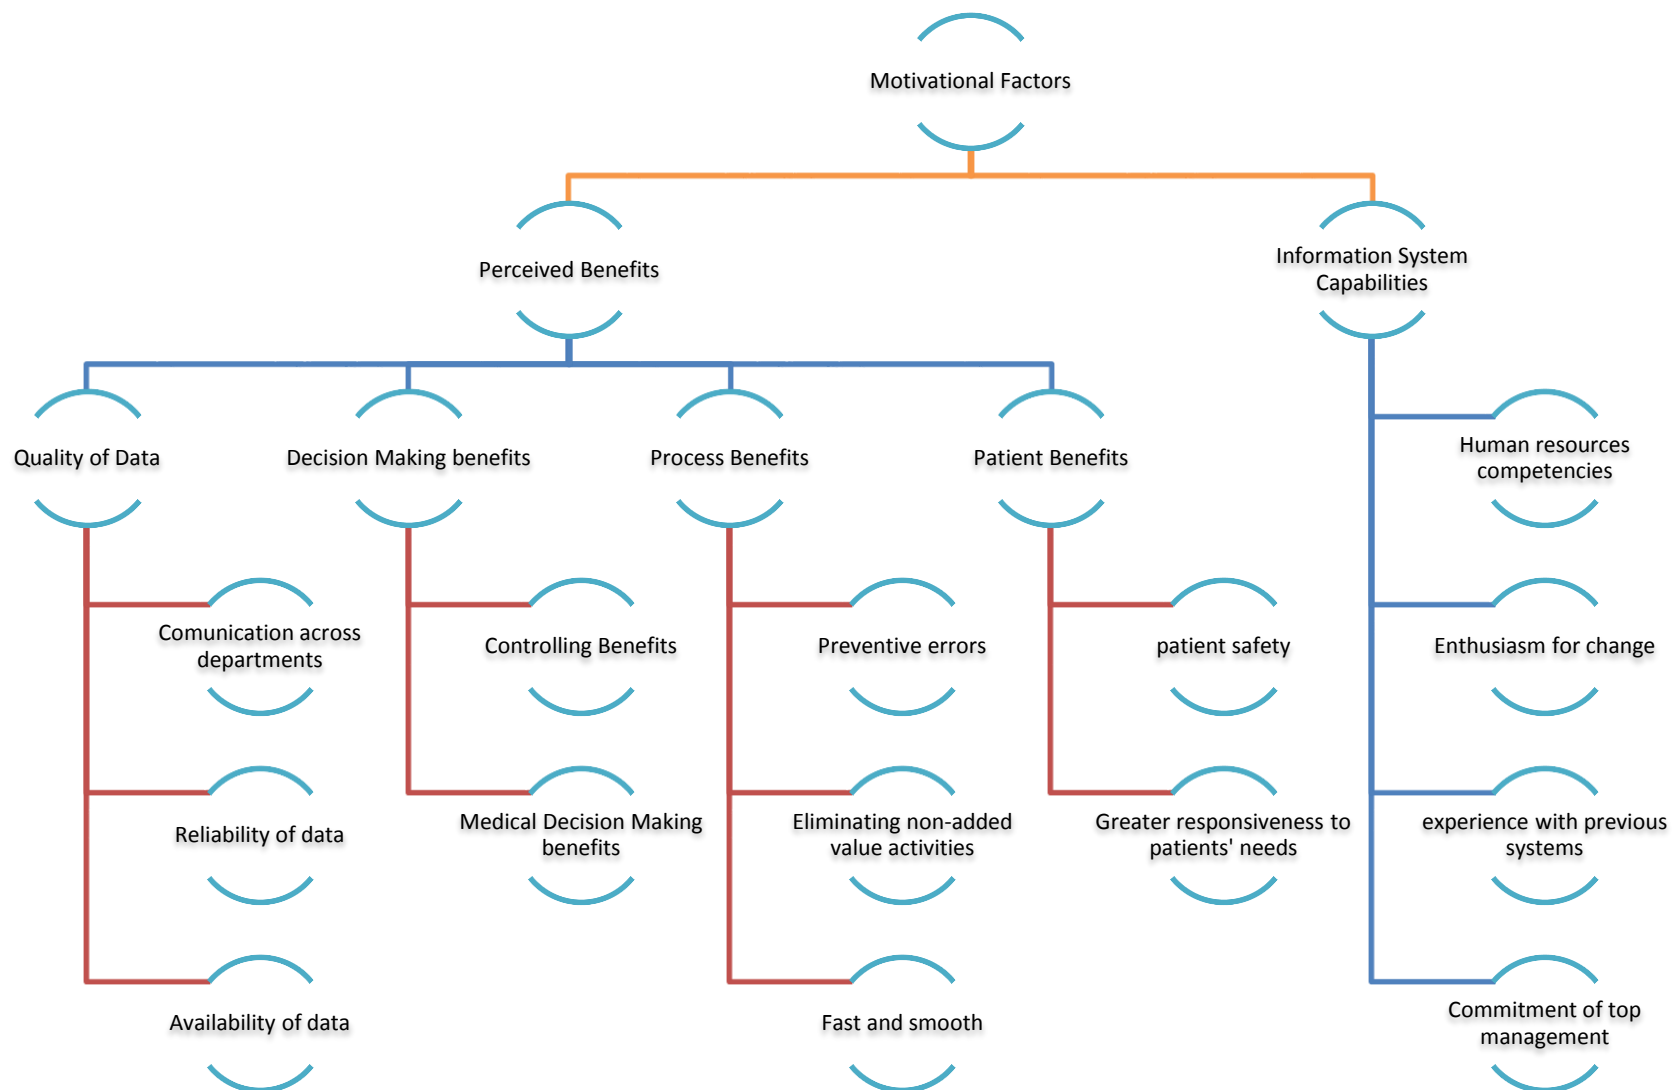 Motivational Factors
Perceived Benefits
Information System
Capabilities
Quality of Data
Decision Making benefits
Process Benefits
Patient Benefits
Human resources
competencies
Comunication across
departments
Controlling Benefits
Preventive errors
patient safety
Enthusiasm for change
Reliability of data
Medical Decision Making
benefits
Eliminating non-added
value activities
Greater responsiveness to
patients' needs
experience with previous
systems
Availability of data
Fast and smooth
Commitment of top
management